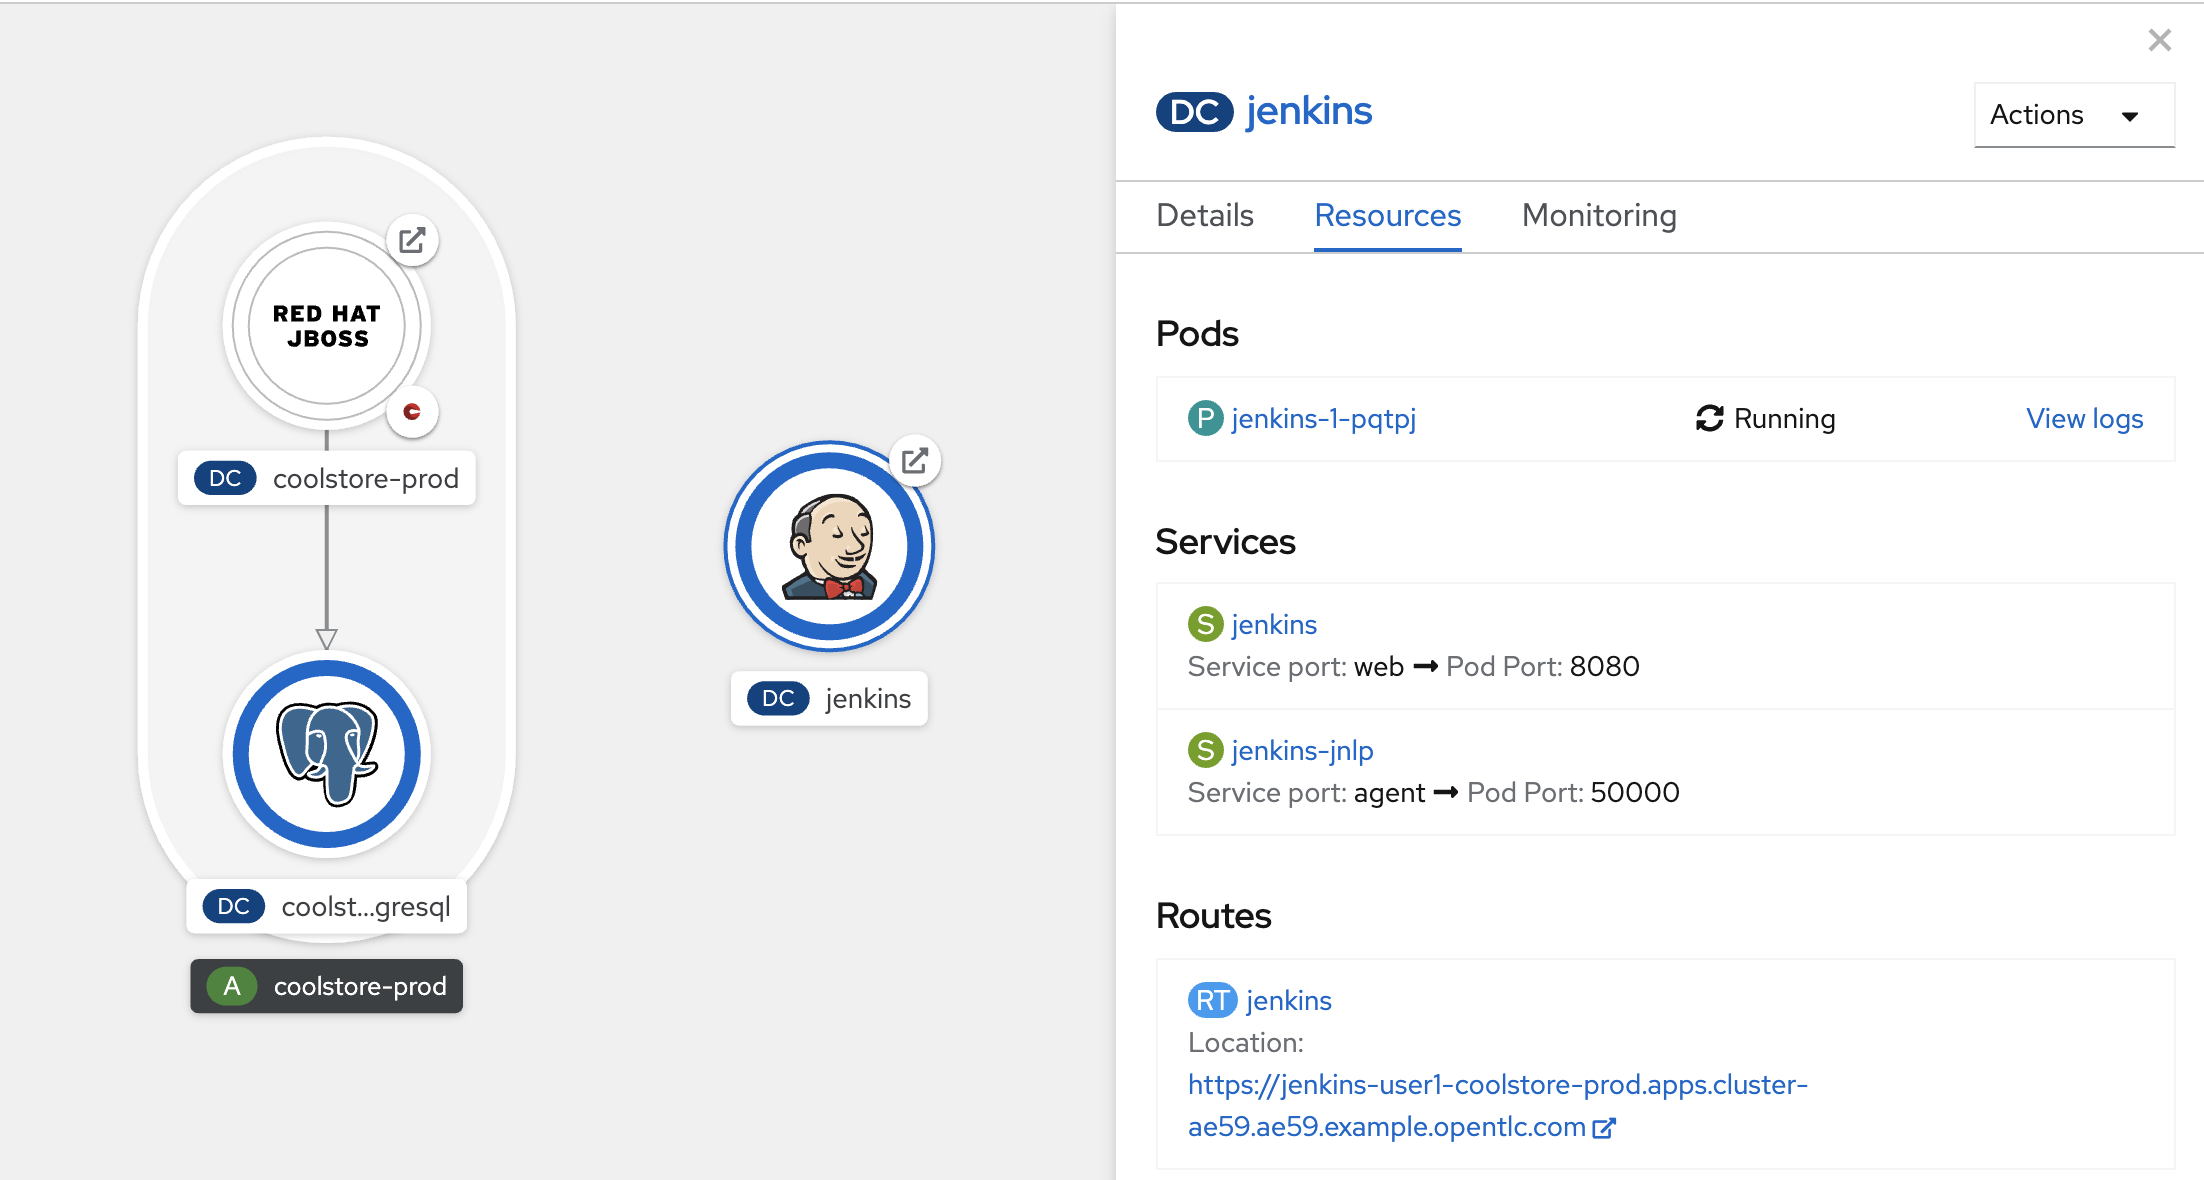 RED HAT
JBOSS
DC coolstore-prod
DC coolst...gresql
A coolstore-prod
DC jenkins
DC jenkins
Actions
Details Resources Monitoring
Pods
P jenkins-1-pqtpj Running View logs
Services
S jenkins
Service port: web → Pod Port: 8080
S jenkins-jnlp
Service port: agent → Pod Port: 50000
Routes
RT jenkins
Location:
https://jenkins-user1-coolstore-prod.apps.cluster-
ae59.ae59.example.opentlc.com